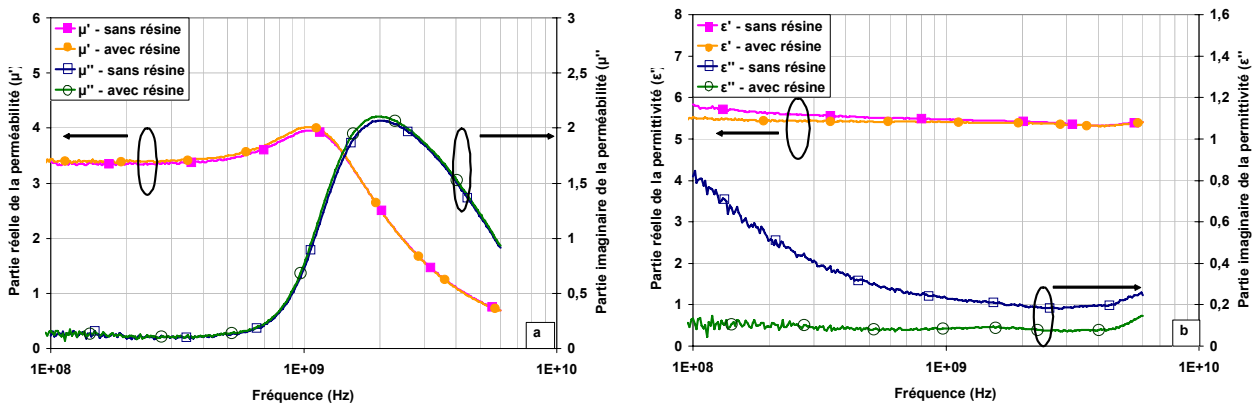 6
5
4
3
2
1
0
Partie réelle de la perméabilité (µ'
µ' - sans résine
µ' - avec résine
µ'' - sans résine
µ'' - avec résine
3
2,5
2
1,5
1
0,5
0
Partie imaginaire de la perméabilité (µ''
a
1E+08
1E+09
1E+10
Fréquence (Hz)
8
7
6
5
4
3
2
1
0
Partie réelle de la permittivité (ε'
ε' - sans résine
ε' - avec résine
ε'' - sans résine
ε'' - avec résine
1,6
1,4
1,2
1
0,8
0,6
0,4
0,2
0
Partie imaginaire de la permittivité (ε''
b
1E+08
1E+09
1E+10
Fréquence (Hz)